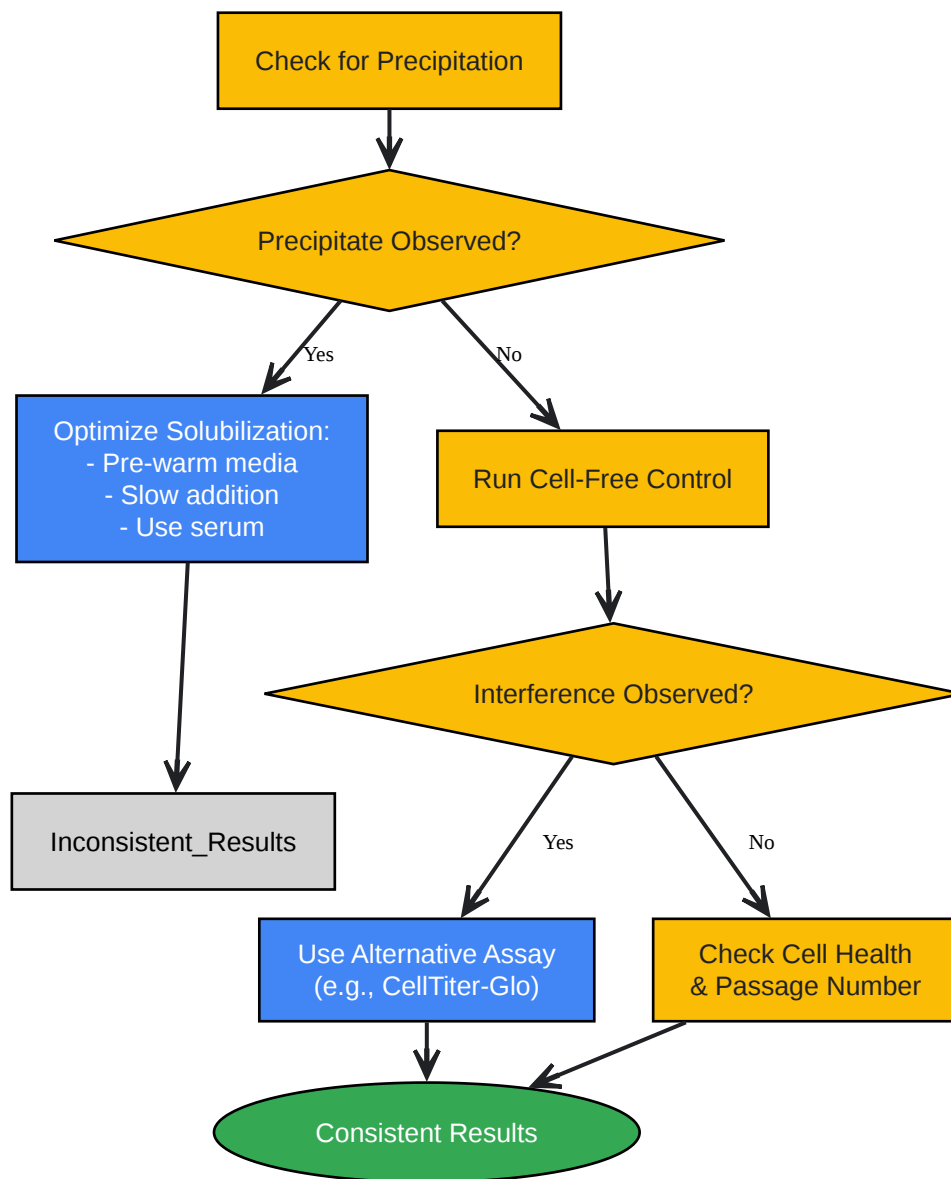 Check for Precipitation
Precipitate Observed?
Yes
No
Optimize Solubilization:
- Pre-warm media
- Slow addition
- Use serum
Run Cell-Free Control
Interference Observed?
Inconsistent_Results
Yes
No
Use Alternative Assay
(e.g., CellTiter-Glo)
Check Cell Health
& Passage Number
Consistent Results